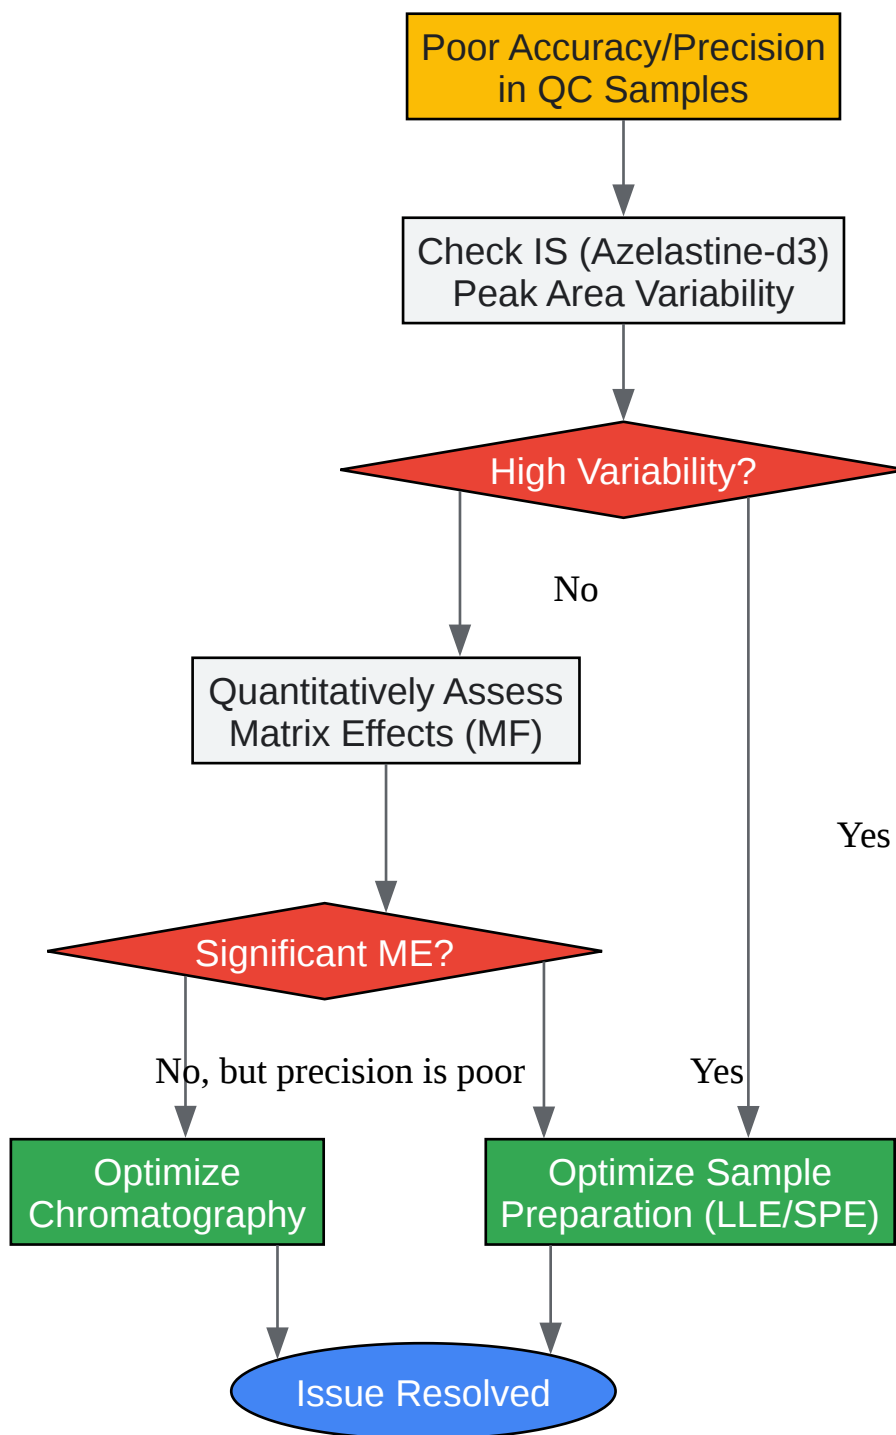 Poor Accuracy/Precision
in QC Samples
Check IS (Azelastine-d3)
Peak Area Variability
High Variability?
No
Quantitatively Assess
Matrix Effects (MF)
Yes
Significant ME?
No, but precision is poor
Yes
Optimize
Chromatography
Optimize Sample
Preparation (LLE/SPE)
Issue Resolved